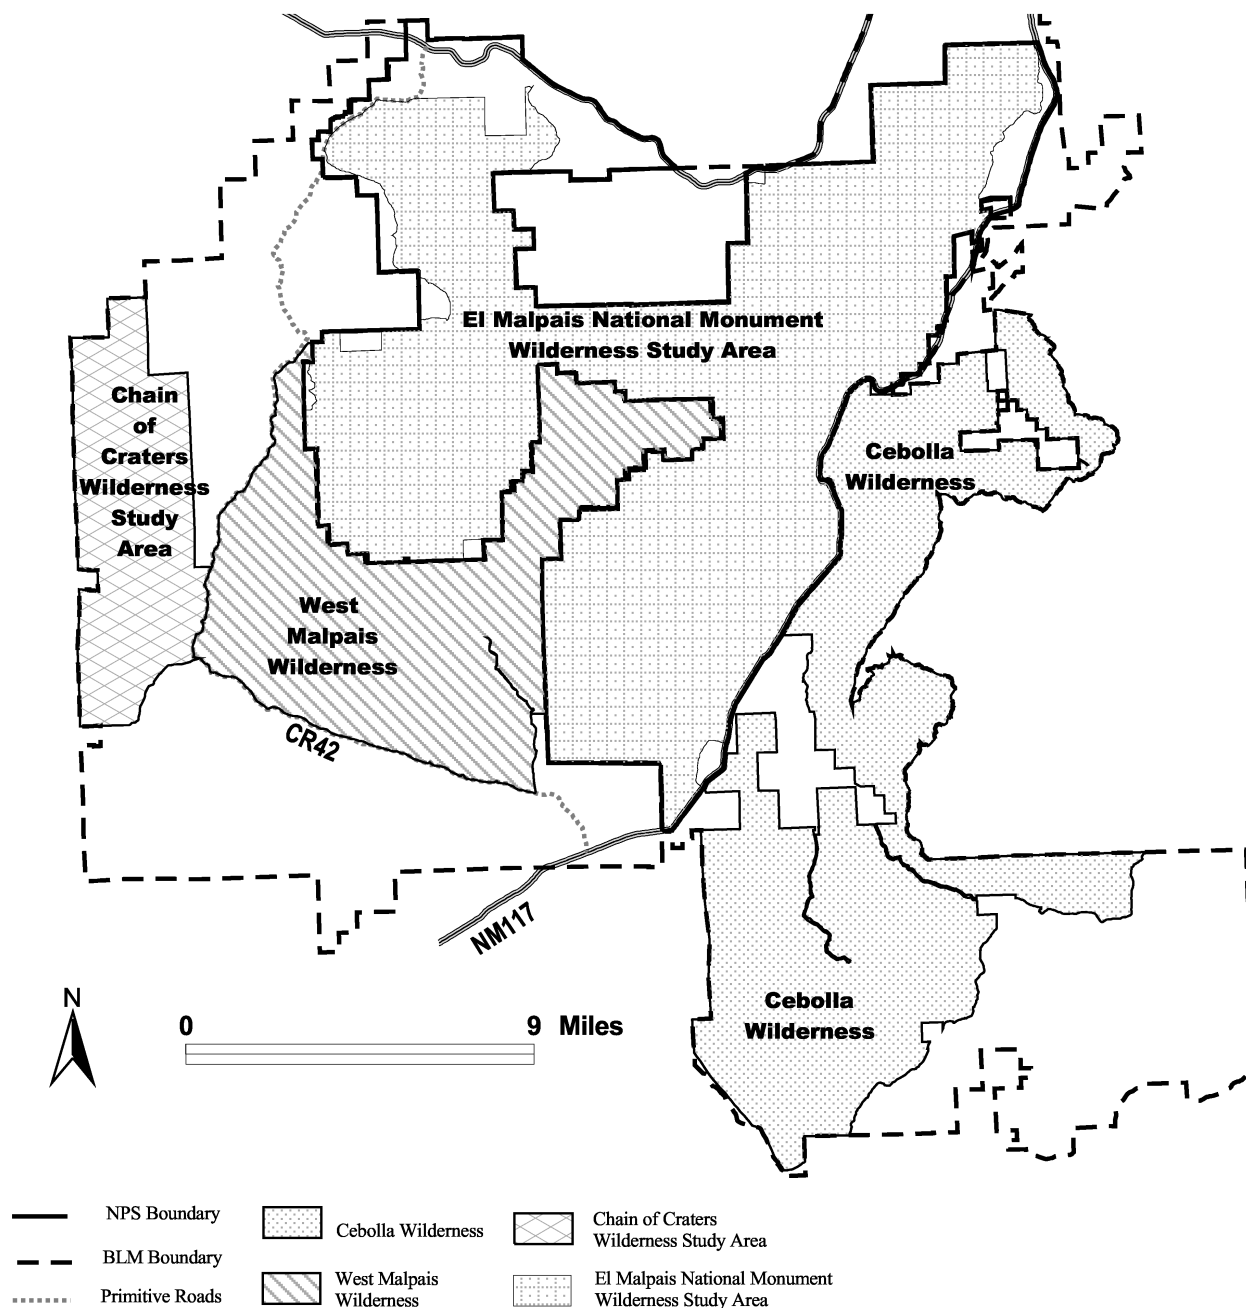 El Malpais National Monument
Wilderness Study Area
Chain
of
Craters
Wilderness
Study
Area
Cebolla
Wilderness
West
Malpais
Wilderness
CR42
NM117
N
0 9 Miles
Cebolla
Wilderness
NPS Boundary
BLM Boundary
Primitive Roads
Cebolla Wilderness
West Malpais
Wilderness
Chain of Craters
Wilderness Study Area
El Malpais National Monument
Wilderness Study Area